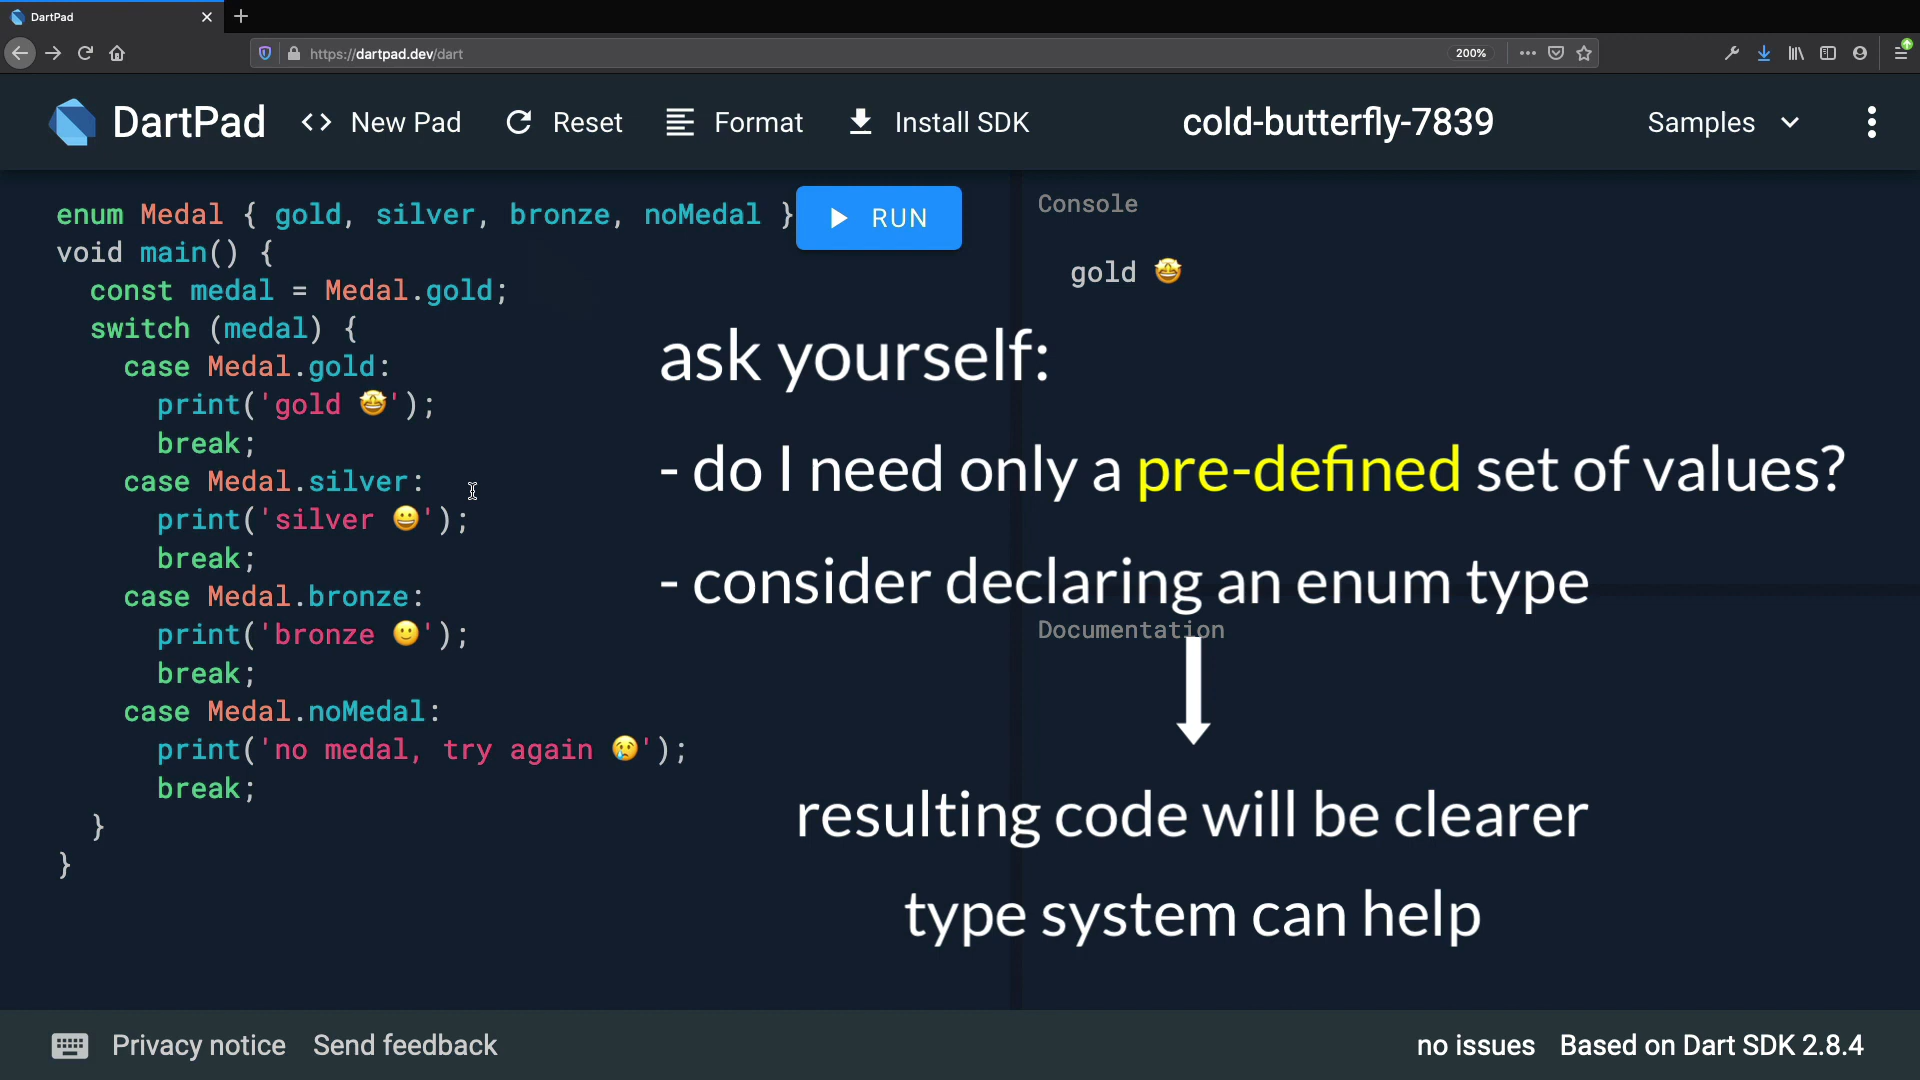 DartPad
https://dartpad.dev/dart
200%
DartPad
New Pad
Reset
Format
Install SDK
cold-butterfly-7839
Samples
enum Medal { gold, silver, bronze, noMedal }
void main() {
const medal = Medal.gold;
switch (medal) {
case Medal.gold:
print('gold 🤩');
break;
case Medal.silver:
print('silver 😀');
break;
case Medal.bronze:
print('bronze 🙂');
break;
case Medal.noMedal:
print('no medal, try again 😢');
break;
}
}
RUN
Console
gold 🤩
ask yourself:
- do I need only a pre-defined set of values?
- consider declaring an enum type
Documentation
resulting code will be clearer
type system can help
Privacy notice
Send feedback
no issues
Based on Dart SDK 2.8.4